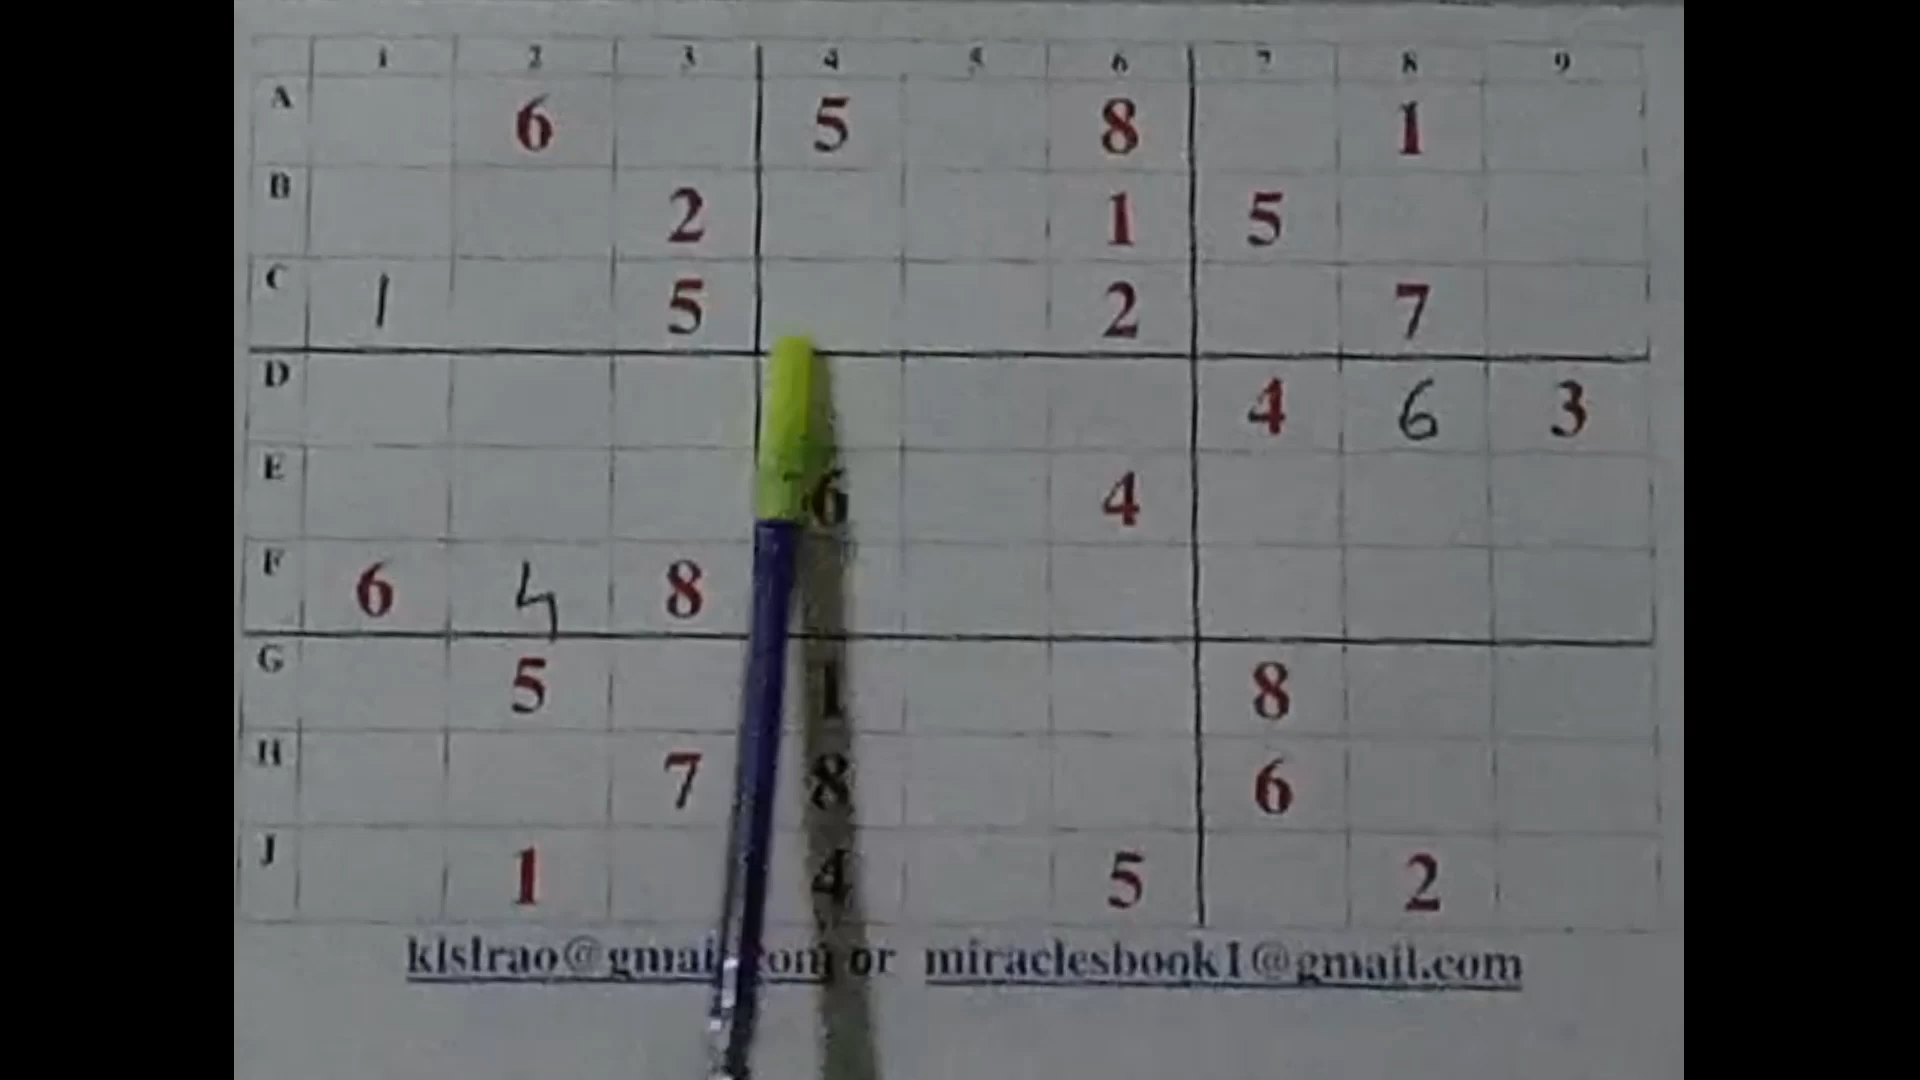 1 2 3 4 5 6 7 8 9
A 6 5 8 1
B 2 1 5
C 1 5 2 7
D 4 6 3
E 6 4
F 6 4 8
G 5 1 8
H 7 8 6
J 1 4 5 2
klslrao@gmail.com or miraclesbook1@gmail.com